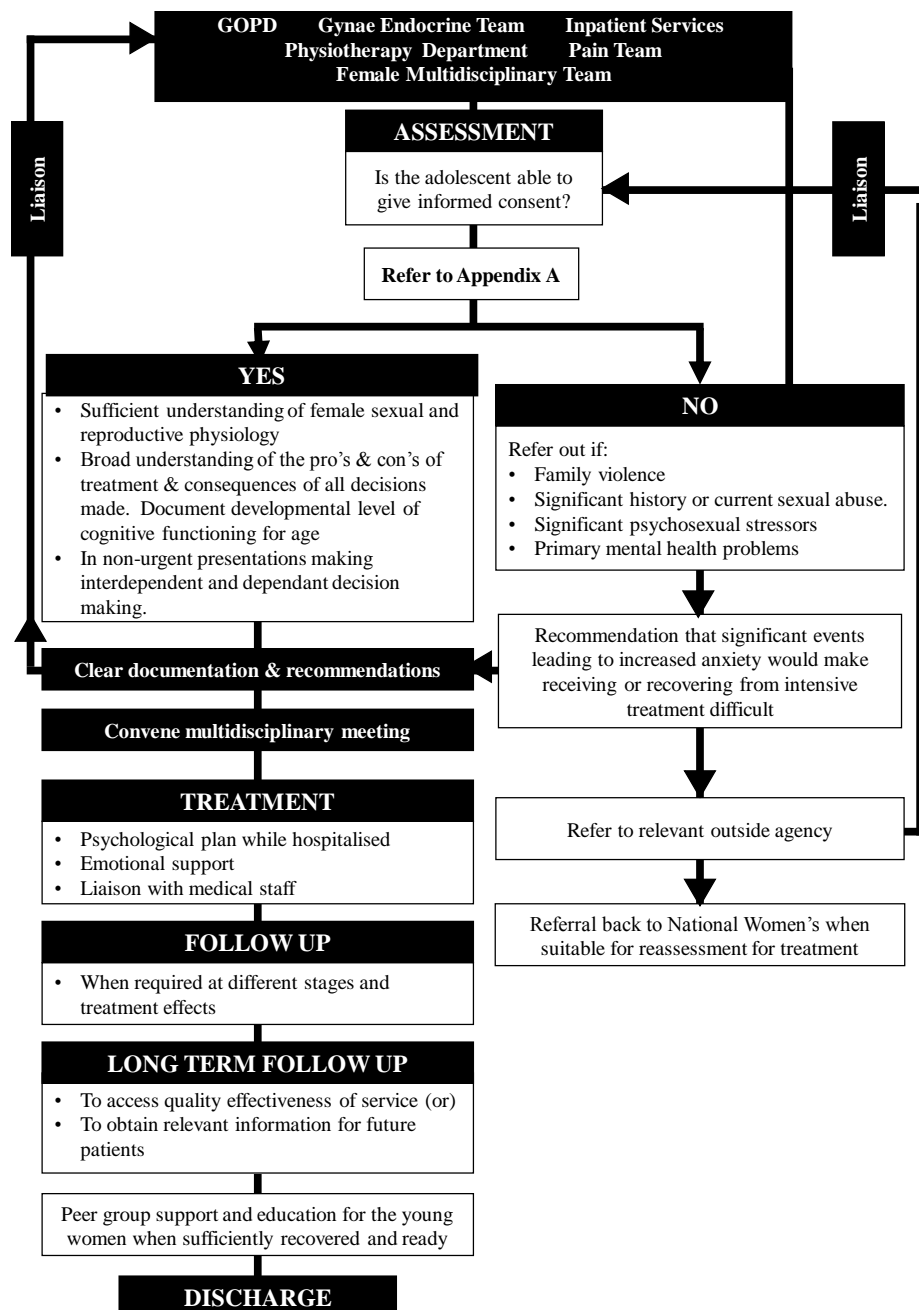 GOPD Gynae Endocrine Team Inpatient Services
Physiotherapy Department Pain Team
Female Multidisciplinary Team
Liaison
Liaison
ASSESSMENT
Is the adolescent able to
give informed consent?
Refer to Appendix A
YES
• Sufficient understanding of female sexual and
reproductive physiology
• Broad understanding of the pro's & con's of
treatment & consequences of all decisions
made. Document developmental level of
cognitive functioning for age
• In non-urgent presentations making
interdependent and dependant decision
making.
NO
Refer out if:
• Family violence
• Significant history or current sexual abuse.
• Significant psychosexual stressors
• Primary mental health problems
Recommendation that significant events
leading to increased anxiety would make
receiving or recovering from intensive
treatment difficult
Clear documentation & recommendations
Convene multidisciplinary meeting
TREATMENT
• Psychological plan while hospitalised
• Emotional support
• Liaison with medical staff
Refer to relevant outside agency
Referral back to National Women's when
suitable for reassessment for treatment
FOLLOW UP
• When required at different stages and
treatment effects
LONG TERM FOLLOW UP
• To access quality effectiveness of service (or)
• To obtain relevant information for future
patients
Peer group support and education for the young
women when sufficiently recovered and ready
DISCHARGE